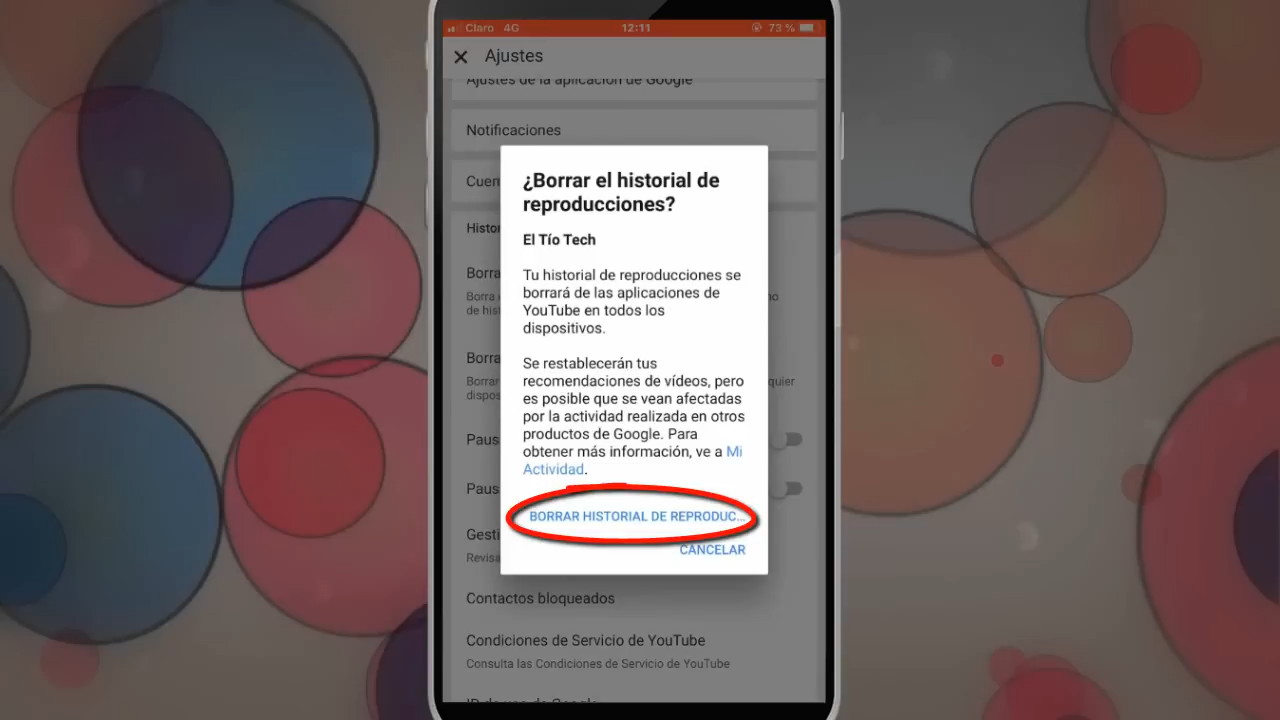 Claro 4G 12:11 73 %
Ajustes
Ajustes de la aplicación de Google
Notificaciones
¿Borrar el historial de
reproducciones?
El Tío Tech
Tu historial de reproducciones se
borrará de las aplicaciones de
YouTube en todos los
dispositivos.
Se restablecerán tus
recomendaciones de vídeos, pero
es posible que se vean afectadas
por la actividad realizada en otros
productos de Google. Para
obtener más información, ve a Mi
Actividad.
BORRAR HISTORIAL DE REPRODUC...
CANCELAR
Contactos bloqueados
Condiciones de Servicio de YouTube
Consulta las Condiciones de Servicio de YouTube